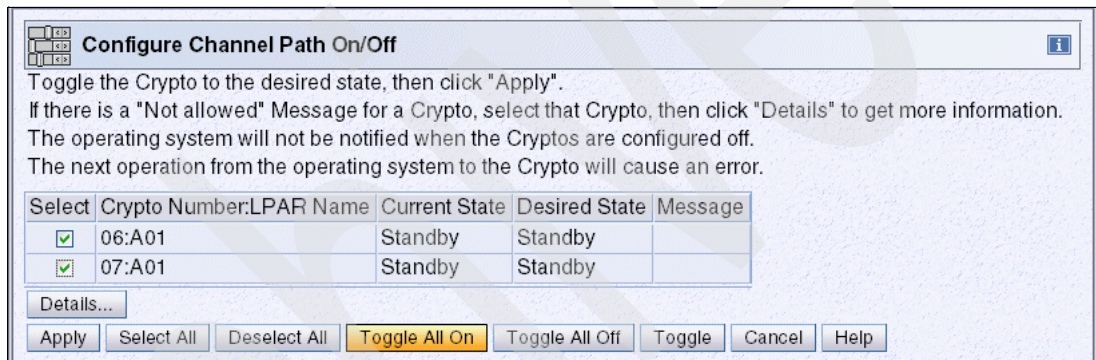 Configure Channel Path On/Off
i
Toggle the Crypto to the desired state, then click "Apply".
If there is a "Not allowed" Message for a Crypto, select that Crypto, then click "Details" to get more information.
The operating system will not be notified when the Cryptos are configured off.
The next operation from the operating system to the Crypto will cause an error.
Select Crypto Number:LPAR Name Current State Desired State Message
06:A01 Standby Standby
07:A01 Standby Standby
Details...
Apply Select All Deselect All Toggle All On Toggle All Off Toggle Cancel Help